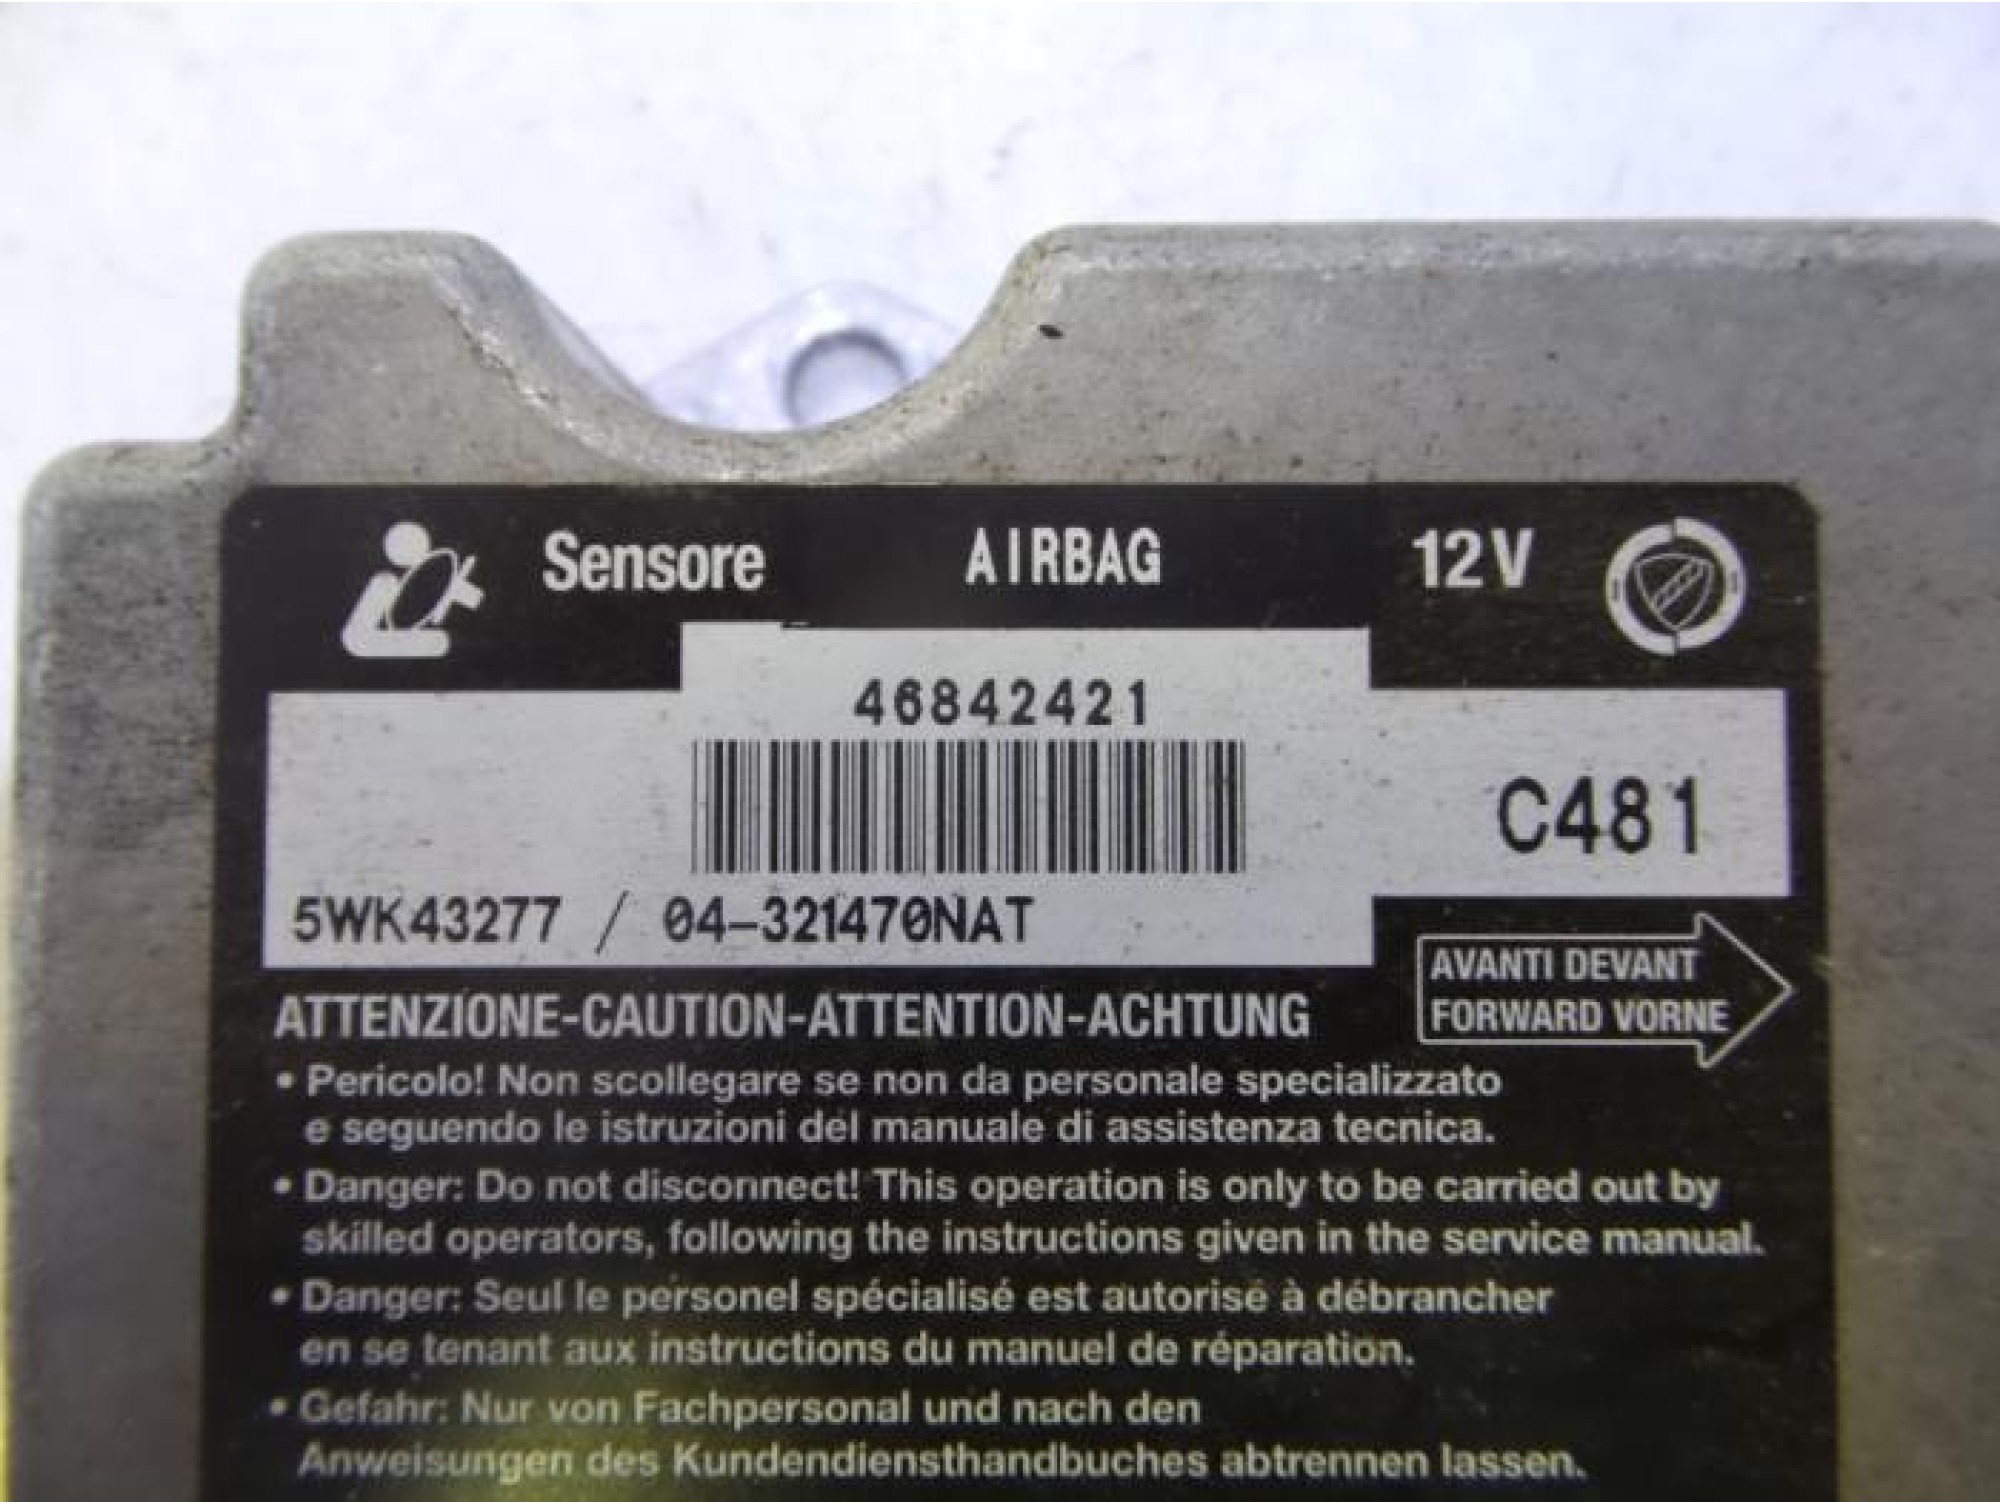 Sensore AIRBAG 12V
46842421
C481
5WK43277 / 04-321470NAT
AVANTI DEVANT
FORWARD VORNE
ATTENZIONE-CAUTION-ATTENTION-ACHTUNG
• Pericolo! Non scollegare se non da personale specializzato
e seguendo le istruzioni del manuale di assistenza tecnica.
• Danger: Do not disconnect! This operation is only to be carried out by
skilled operators, following the instructions given in the service manual.
• Danger: Seul le personel spécialisé est autorisé à débrancher
en se tenant aux instructions du manuel de réparation.
• Gefahr: Nur von Fachpersonal und nach den
Anweisungen des Kundendiensthandbuches abtrennen lassen.